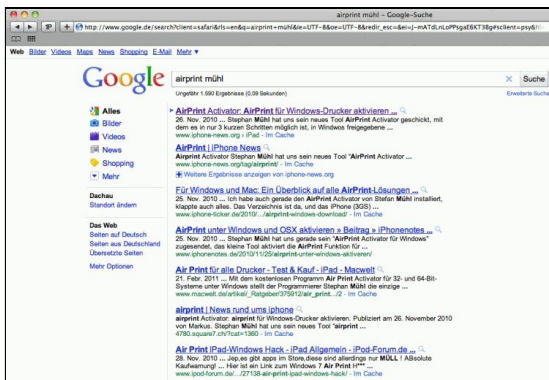 airprint mühl – Google-Suche
http://www.google.de/search?client=safari&rls=en&q=airprint+mühl&ie=UTF-8&oe=UTF-8&redir_esc=&ei=
Web Bilder Videos Maps News Shopping E-Mail Mehr ▼
Google
airprint mühl
Suche
Ungefähr 1.590 Ergebnisse (0,09 Sekunden)
Erweiterte Suche
Alles
Bilder
Videos
News
Shopping
Mehr
Dachau
Standort ändern
Das Web
Seiten auf Deutsch
Seiten aus Deutschland
Übersetzte Seiten
Mehr Optionen
AirPrint Activator: AirPrint für Windows-Drucker aktivieren ...
26. Nov. 2010 ... Stephan Mühl hat uns sein neues Tool AirPrint Activator geschickt, mit
dem es in nur 3 kurzen Schritten möglich ist, in Windwos freigegebene ...
www.iphone-news.org › iPad - Im Cache
AirPrint | iPhone News
Airprint Activator Stephan Mühl hat uns sein neues Tool "AirPrint Activator ...
www.iphone-news.org/tag/airprint/ - Im Cache
Weitere Ergebnisse anzeigen von iphone-news.org
Für Windows und Mac: Ein Überblick auf alle AirPrint-Lösungen ...
25. Nov. 2010 ... Ich habe auch gerade den AirPrint Activator von Stefan Mühl installiert,
klappte auch alles. Das Verzeichnis ist da, und das iPhone (3GS) ...
www.iphone-ticker.de/2010/.../airprint-windows-download/ - Im Cache
AirPrint unter Windows und OSX aktivieren » Beitrag » iPhonenotes ...
25. Nov. 2010 ... Stephan Mühl hat uns gerade sein "AirPrint Activator für Windows"
zugesendet, das kleine Tool aktiviert die AirPrint Funktion für ...
www.iphonenotes.de/2010/11/25/airprint-unter-windows-aktivieren/
Air Print für alle Drucker - Test & Kauf - iPad - Macwelt
21. Febr. 2011 ... Mit dem kostenlosen Programm Air Print Activator für 32- und 64-Bit-
Systeme unter Windows stellt der Programmierer Stephan Mühl die einzige ...
www.macwelt.de/artikel/_Ratgeber/375912/air_print.../2 - Im Cache
airprint | News rund ums iphone
airprint Activator: airprint für Windows-Drucker aktivieren. Publiziert am 26. November 2010
von Markus. Stephan Mühl hat uns sein neues Tool "airprint ...
4780.square7.ch/?cat=1360 - Im Cache
Air Print IPad-Windows Hack - iPad Allgemein - iPod-Forum.de ...
28. Nov. 2010 ... Jep,es gibt apps im Store,diese sind allerdings nur MÜLL ! ABsolute
Kaufwarnung! ... Hier ist ein Link zum Windows 7 Air Print H*** ...
www.ipod-forum.de/.../27138-air-print-ipad-windows-hack/ - Im Cache